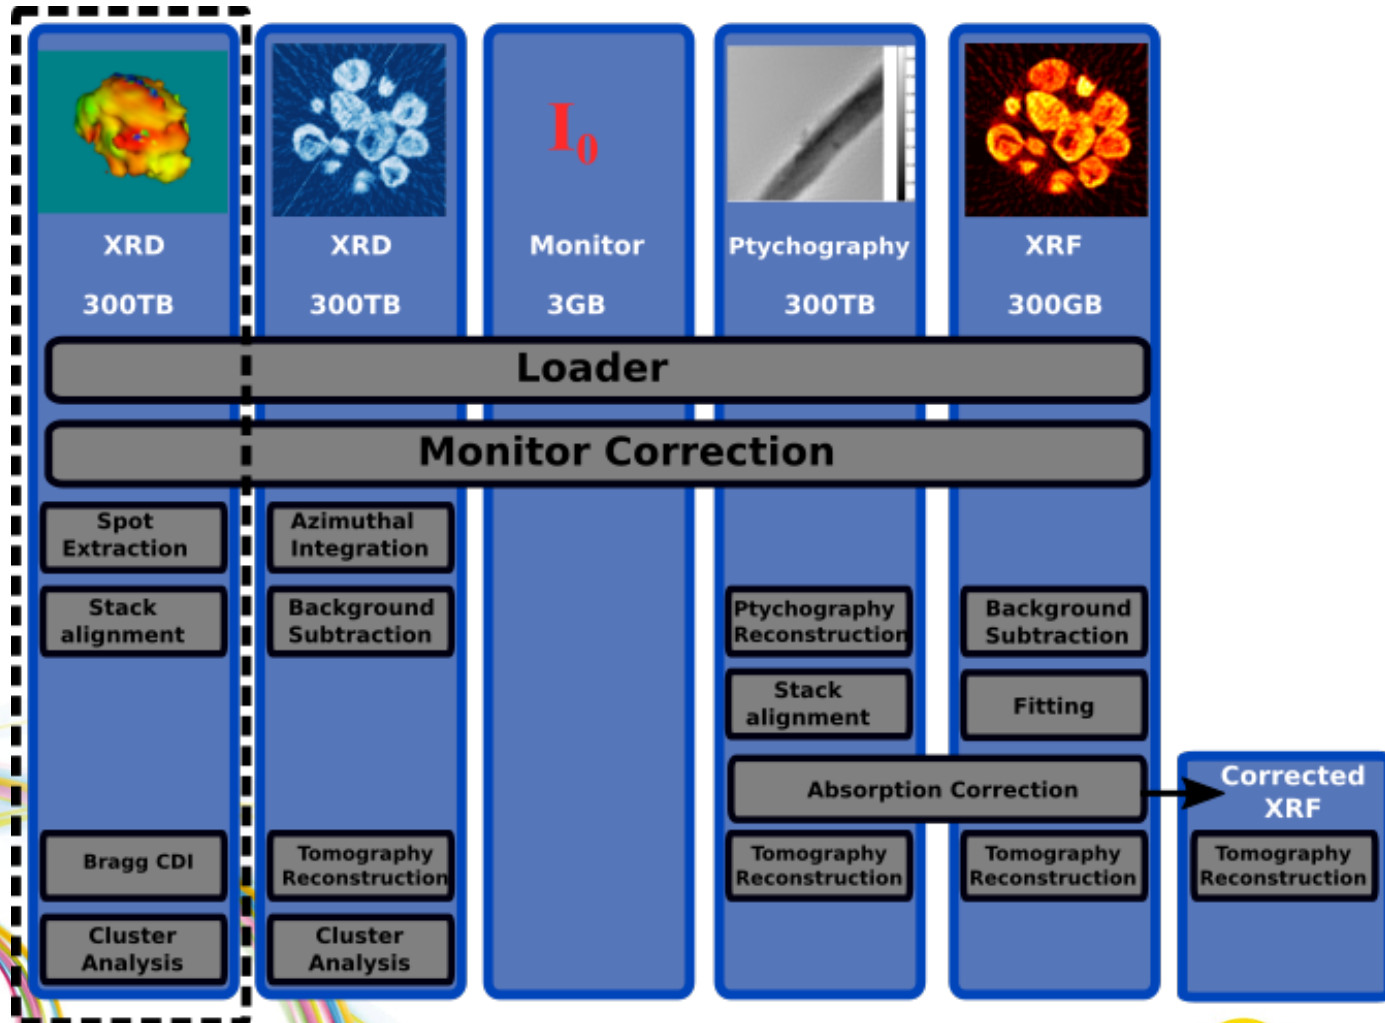 XRD
300TB
XRD
300TB
I0
Monitor
3GB
Ptychography
300TB
XRF
300GB
Loader
Monitor Correction
Spot
Extraction
Stack
alignment
Bragg CDI
Cluster
Analysis
Azimuthal
Integration
Background
Subtraction
Tomography
Reconstruction
Cluster
Analysis
Ptychography
Reconstruction
Stack
alignment
Background
Subtraction
Fitting
Absorption Correction
Tomography
Reconstruction
Tomography
Reconstruction
Corrected
XRF
Tomography
Reconstruction